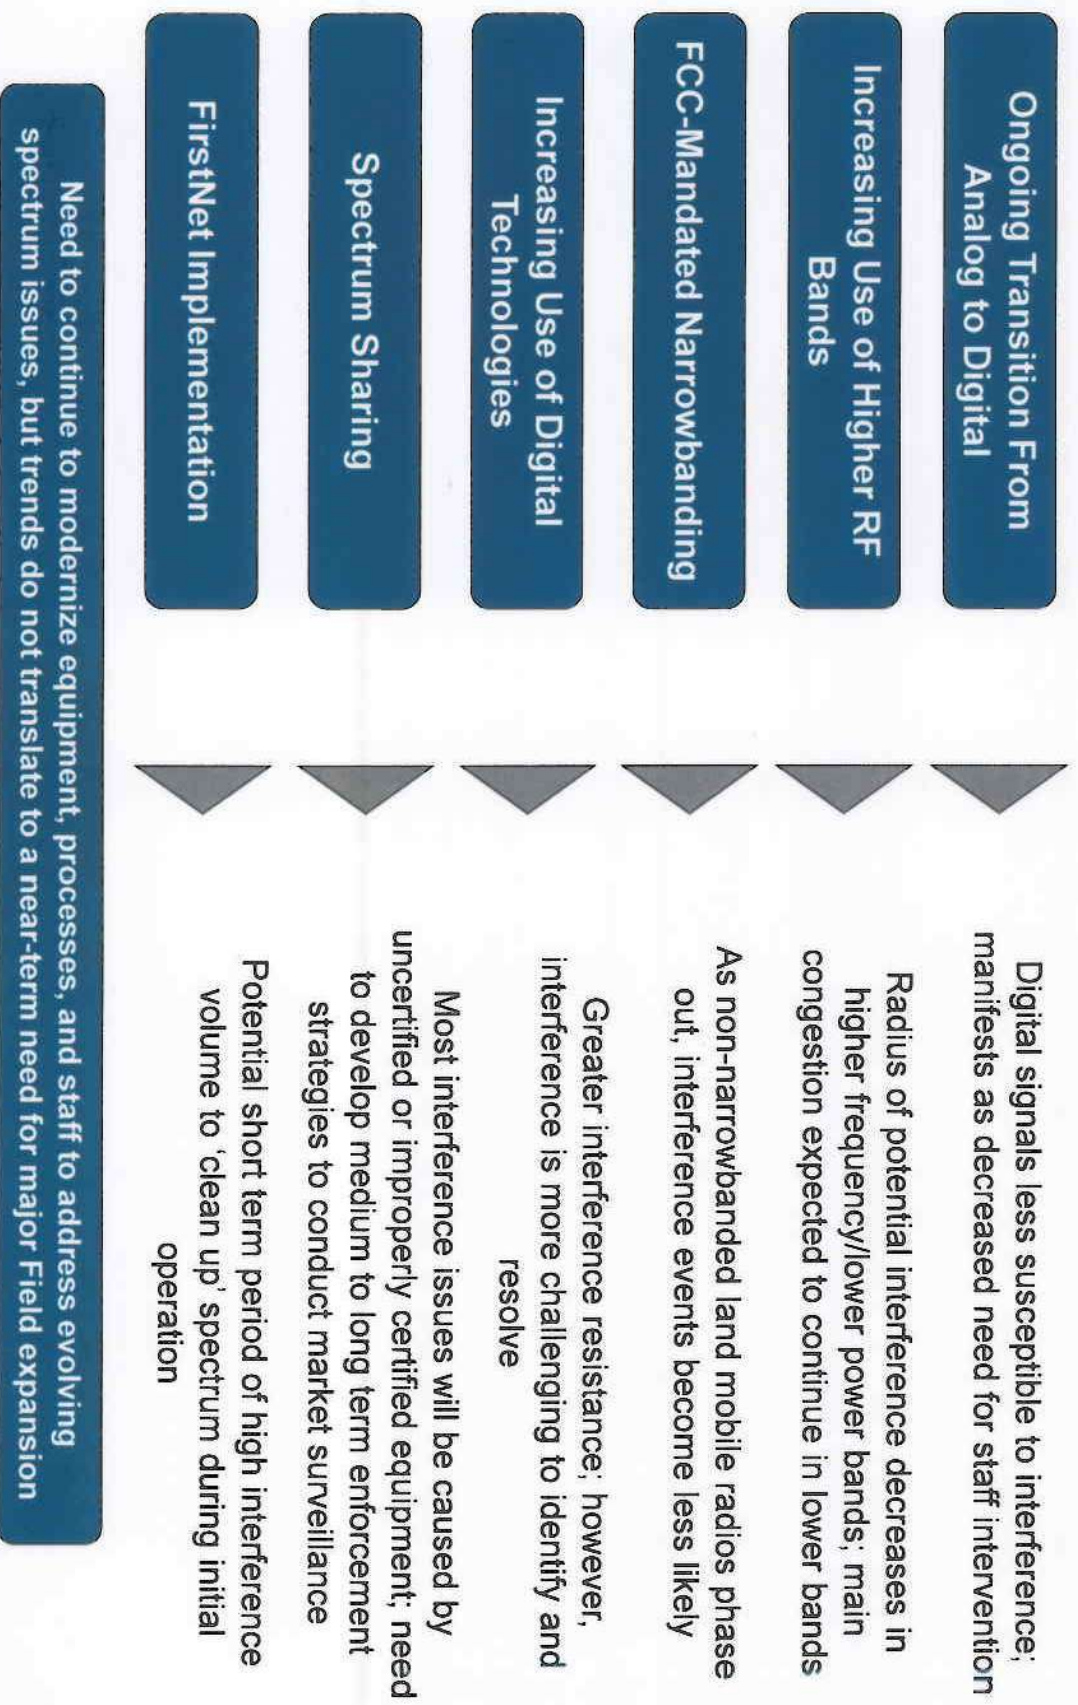 Ongoing Transition From
Analog to Digital
Digital signals less susceptible to interference;
manifests as decreased need for staff intervention
Increasing Use of Higher RF
Bands
Radius of potential interference decreases in
higher frequency/lower power bands; main
congestion expected to continue in lower bands
FCC-Mandated Narrowbanding
As non-narrowbanded land mobile radios phase
out, interference events become less likely
Increasing Use of Digital
Technologies
Greater interference resistance; however,
interference is more challenging to identify and
resolve
Spectrum Sharing
Most interference issues will be caused by
uncertified or improperly certified equipment; need
to develop medium to long term enforcement
strategies to conduct market surveillance
FirstNet Implementation
Potential short term period of high interference
volume to ‘clean up’ spectrum during initial
operation
Need to continue to modernize equipment, processes, and staff to address evolving
spectrum issues, but trends do not translate to a near-term need for major Field expansion